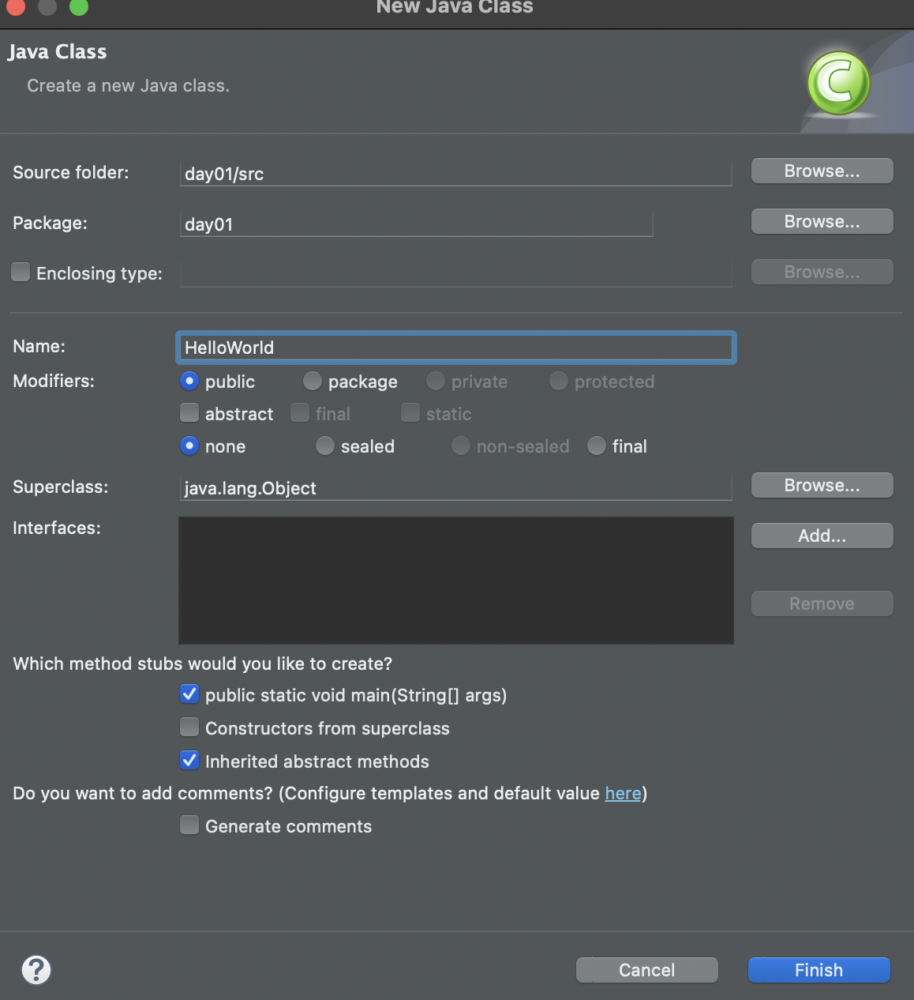 New Java Class
Java Class
Create a new Java class.
C
Source folder: day01/src Browse...
Package: day01 Browse...
Enclosing type: Browse...
Name: HelloWorld
Modifiers: public package private protected
abstract final static
none sealed non-sealed final
Superclass: java.lang.Object Browse...
Interfaces: Add...
Remove
Which method stubs would you like to create?
public static void main(String[] args)
Constructors from superclass
Inherited abstract methods
Do you want to add comments? (Configure templates and default value here)
Generate comments
? Cancel Finish